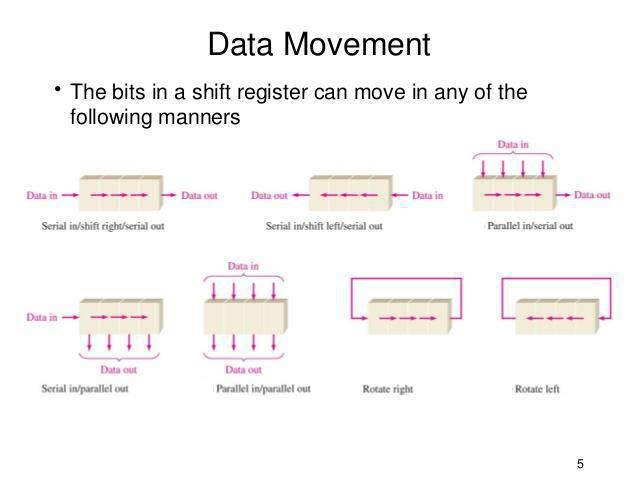 Data Movement
• The bits in a shift register can move in any of the
following manners
Data in
Data out
Serial in/shift right/serial out
Data out
Data in
Serial in/shift left/serial out
Data in
Data out
Parallel in/serial out
Data in
Data out
Serial in/parallel out
Data in
Data out
Parallel in/parallel out
Rotate right
Rotate left
5